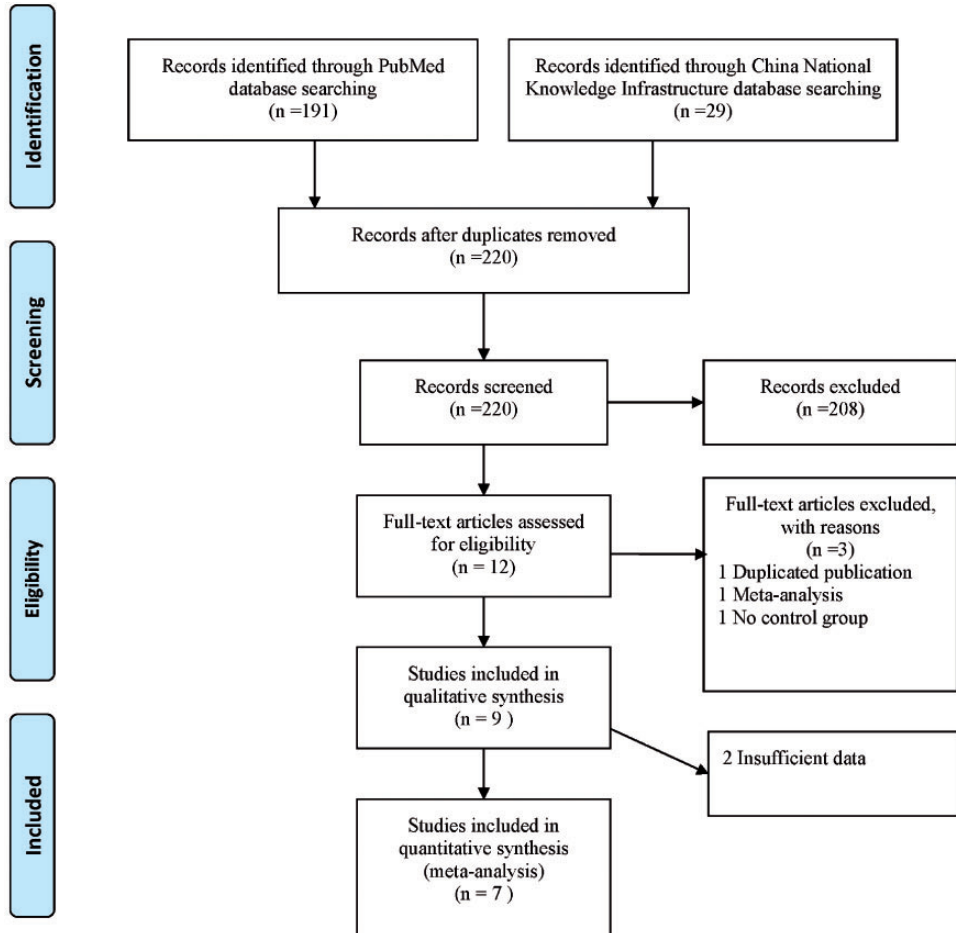 Identification
Records identified through PubMed
database searching
(n =191)
Records identified through China National
Knowledge Infrastructure database searching
(n =29)
Records after duplicates removed
(n =220)
Screening
Records screened
(n =220)
Records excluded
(n =208)
Eligibility
Full-text articles assessed
for eligibility
(n = 12)
Full-text articles excluded,
with reasons
(n =3)
1 Duplicated publication
1 Meta-analysis
1 No control group
Studies included in
qualitative synthesis
(n = 9 )
2 Insufficient data
Included
Studies included in
quantitative synthesis
(meta-analysis)
(n = 7 )